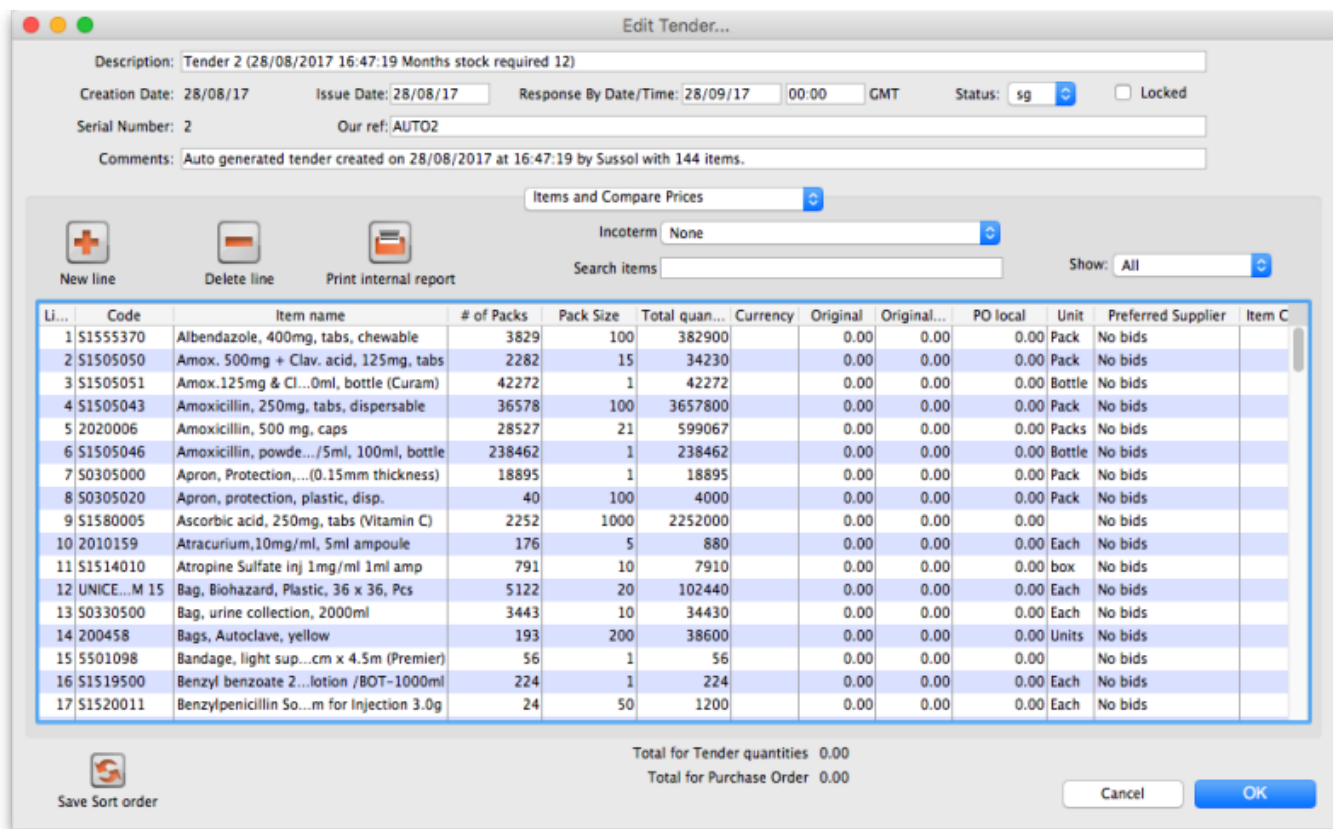 Edit Tender...
Description: Tender 2 (28/08/2017 16:47:19 Months stock required 12)
Creation Date: 28/08/17 Issue Date: 28/08/17 Response By Date/Time: 28/09/17 00:00 GMT Status: sg Locked
Serial Number: 2 Our ref: AUTO2
Comments: Auto generated tender created on 28/08/2017 at 16:47:19 by Sussol with 144 items.
Items and Compare Prices
Incoterm None
New line Delete line Print internal report Search items Show: All
Li... Code Item name # of Packs Pack Size Total quan... Currency Original Original... PO local Unit Preferred Supplier Item C
1 S1555370 Albendazole, 400mg, tabs, chewable 3829 100 382900 0.00 0.00 0.00 Pack No bids
2 S1505050 Amox. 500mg + Clav. acid, 125mg, tabs 2282 15 34230 0.00 0.00 0.00 Pack No bids
3 S1505051 Amox.125mg & Cl...0ml, bottle (Curam) 42272 1 42272 0.00 0.00 0.00 Bottle No bids
4 S1505043 Amoxicillin, 250mg, tabs, dispersable 36578 100 3657800 0.00 0.00 0.00 Pack No bids
5 2020006 Amoxicillin, 500 mg, caps 28527 21 599067 0.00 0.00 0.00 Packs No bids
6 S1505046 Amoxicillin, powde.../5ml, 100ml, bottle 238462 1 238462 0.00 0.00 0.00 Bottle No bids
7 S0305000 Apron, Protection,...(0.15mm thickness) 18895 1 18895 0.00 0.00 0.00 Pack No bids
8 S0305020 Apron, protection, plastic, disp. 40 100 4000 0.00 0.00 0.00 Pack No bids
9 S1580005 Ascorbic acid, 250mg, tabs (Vitamin C) 2252 1000 2252000 0.00 0.00 0.00 No bids
10 2010159 Atracurium,10mg/ml, 5ml ampoule 176 5 880 0.00 0.00 0.00 Each No bids
11 S1514010 Atropine Sulfate inj 1mg/ml 1ml amp 791 10 7910 0.00 0.00 0.00 box No bids
12 UNICE...M 15 Bag, Biohazard, Plastic, 36 x 36, Pcs 5122 20 102440 0.00 0.00 0.00 Each No bids
13 S0330500 Bag, urine collection, 2000ml 3443 10 34430 0.00 0.00 0.00 Each No bids
14 200458 Bags, Autoclave, yellow 193 200 38600 0.00 0.00 0.00 Units No bids
15 5501098 Bandage, light sup...cm x 4.5m (Premier) 56 1 56 0.00 0.00 0.00 No bids
16 S1519500 Benzyl benzoate 2...lotion /BOT-1000ml 224 1 224 0.00 0.00 0.00 Each No bids
17 S1520011 Benzylpenicillin So...m for Injection 3.0g 24 50 1200 0.00 0.00 0.00 Each No bids
Total for Tender quantities 0.00
Total for Purchase Order 0.00
Save Sort order Cancel OK